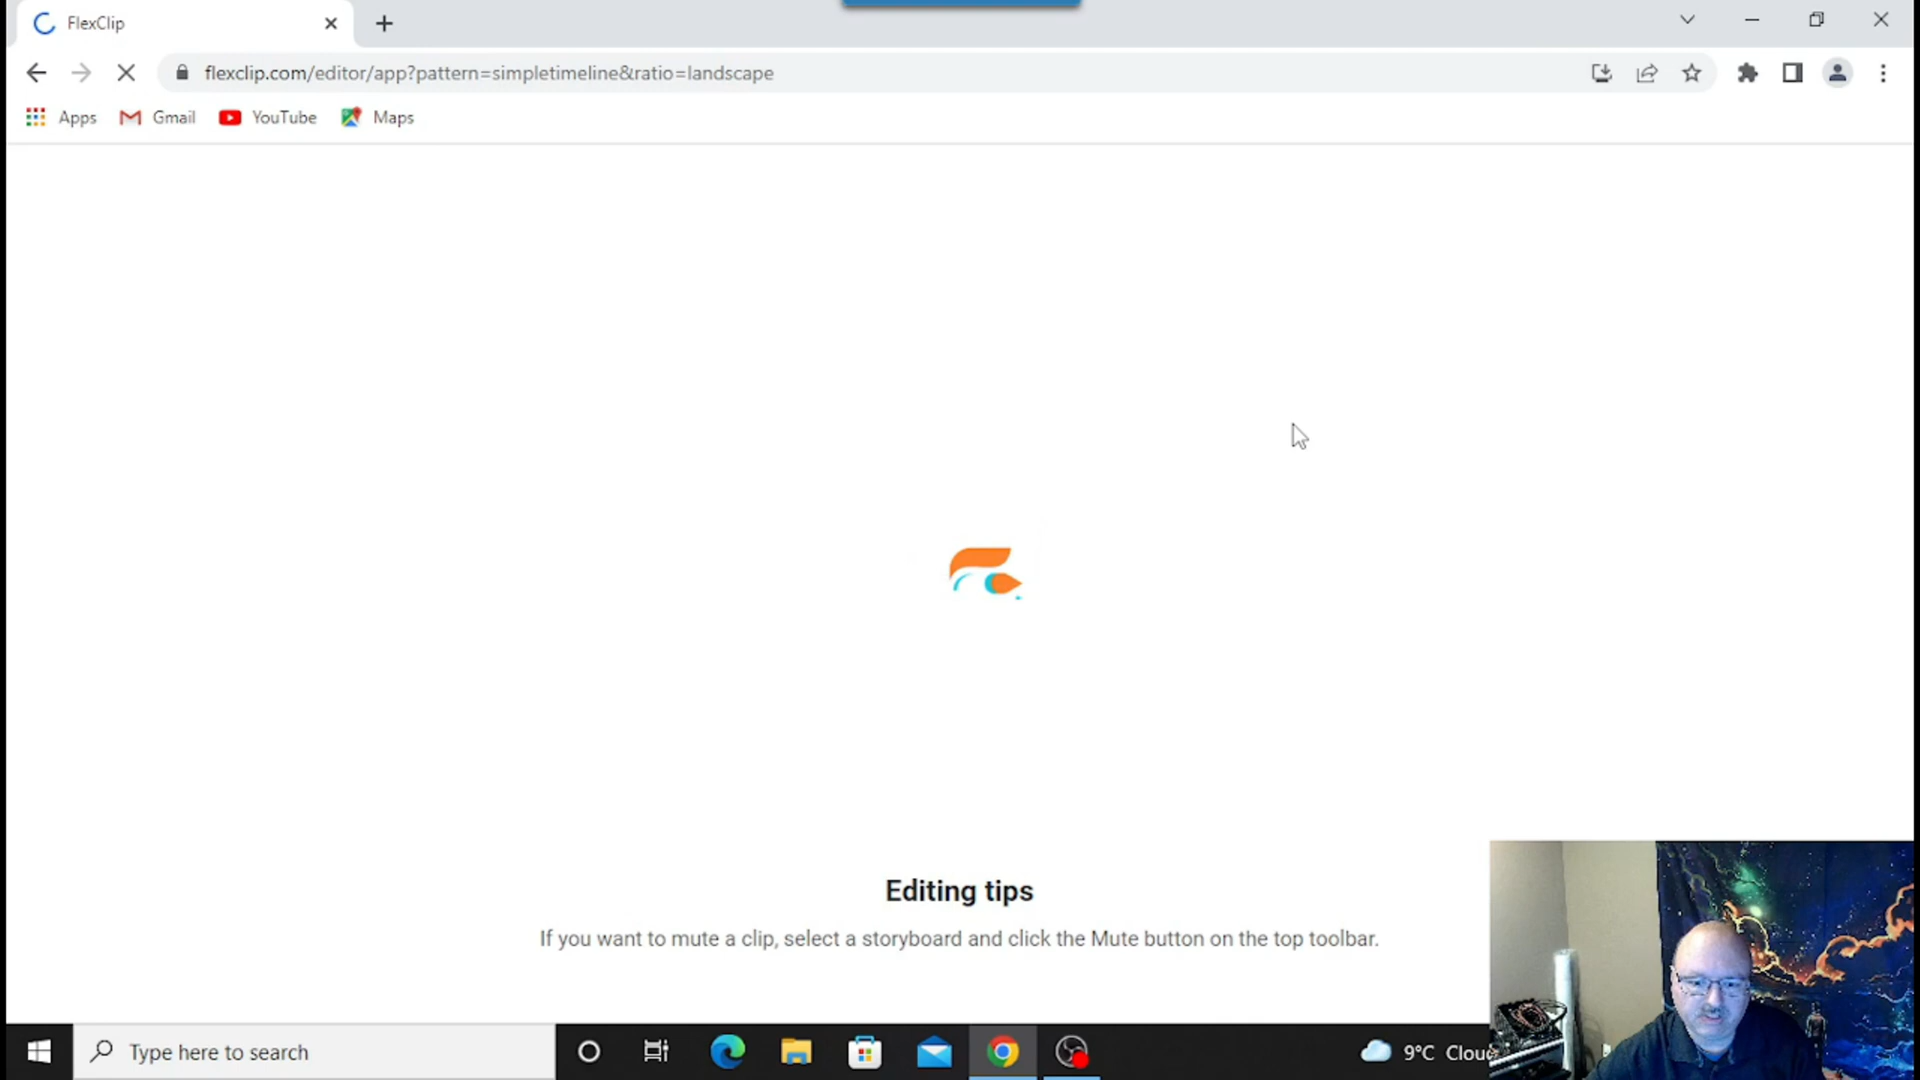 FlexClip
flexclip.com/editor/app?pattern=simpletimeline&ratio=landscape
Apps Gmail YouTube Maps
Editing tips
If you want to mute a clip, select a storyboard and click the Mute button on the top toolbar.
Type here to search
9°C